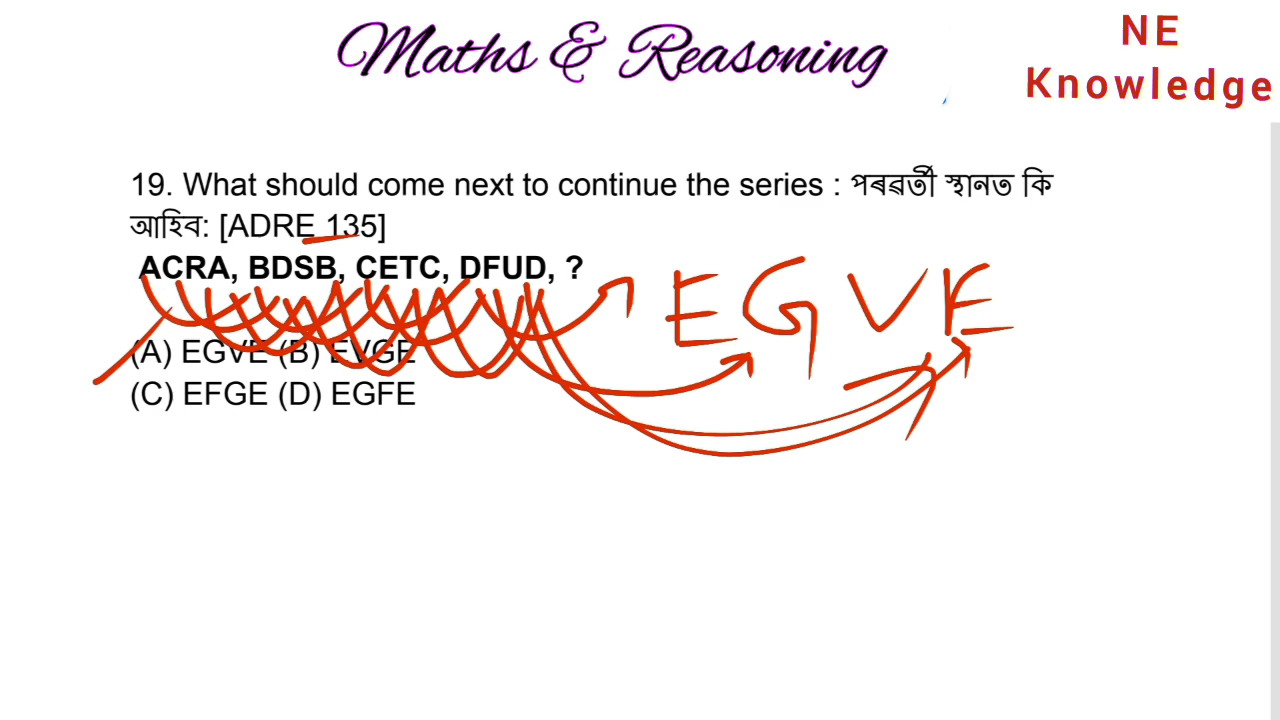 Maths & Reasoning
NE
Knowledge
19. What should come next to continue the series : পৰৱৰ্তী স্থানত কি
আহিব: [ADRE 135]
ACRA, BDSB, CETC, DFUD, ?
EGVE
(A) EGVE (B) EVGE
(C) EFGE (D) EGFE